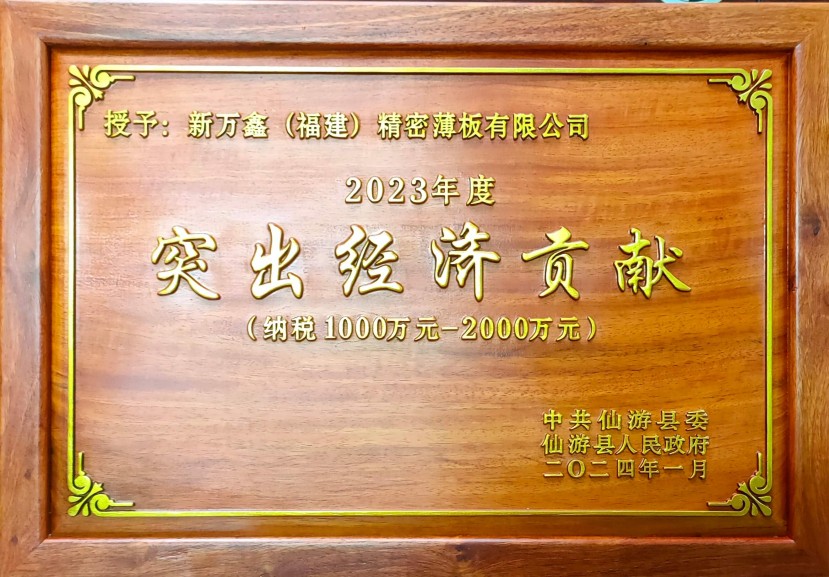 授予：新万鑫（福建）精密薄板有限公司
2023年度
突出经济贡献
（纳税1000万元-2000万元）
中共仙游县委
仙游县人民政府
二〇二四年一月